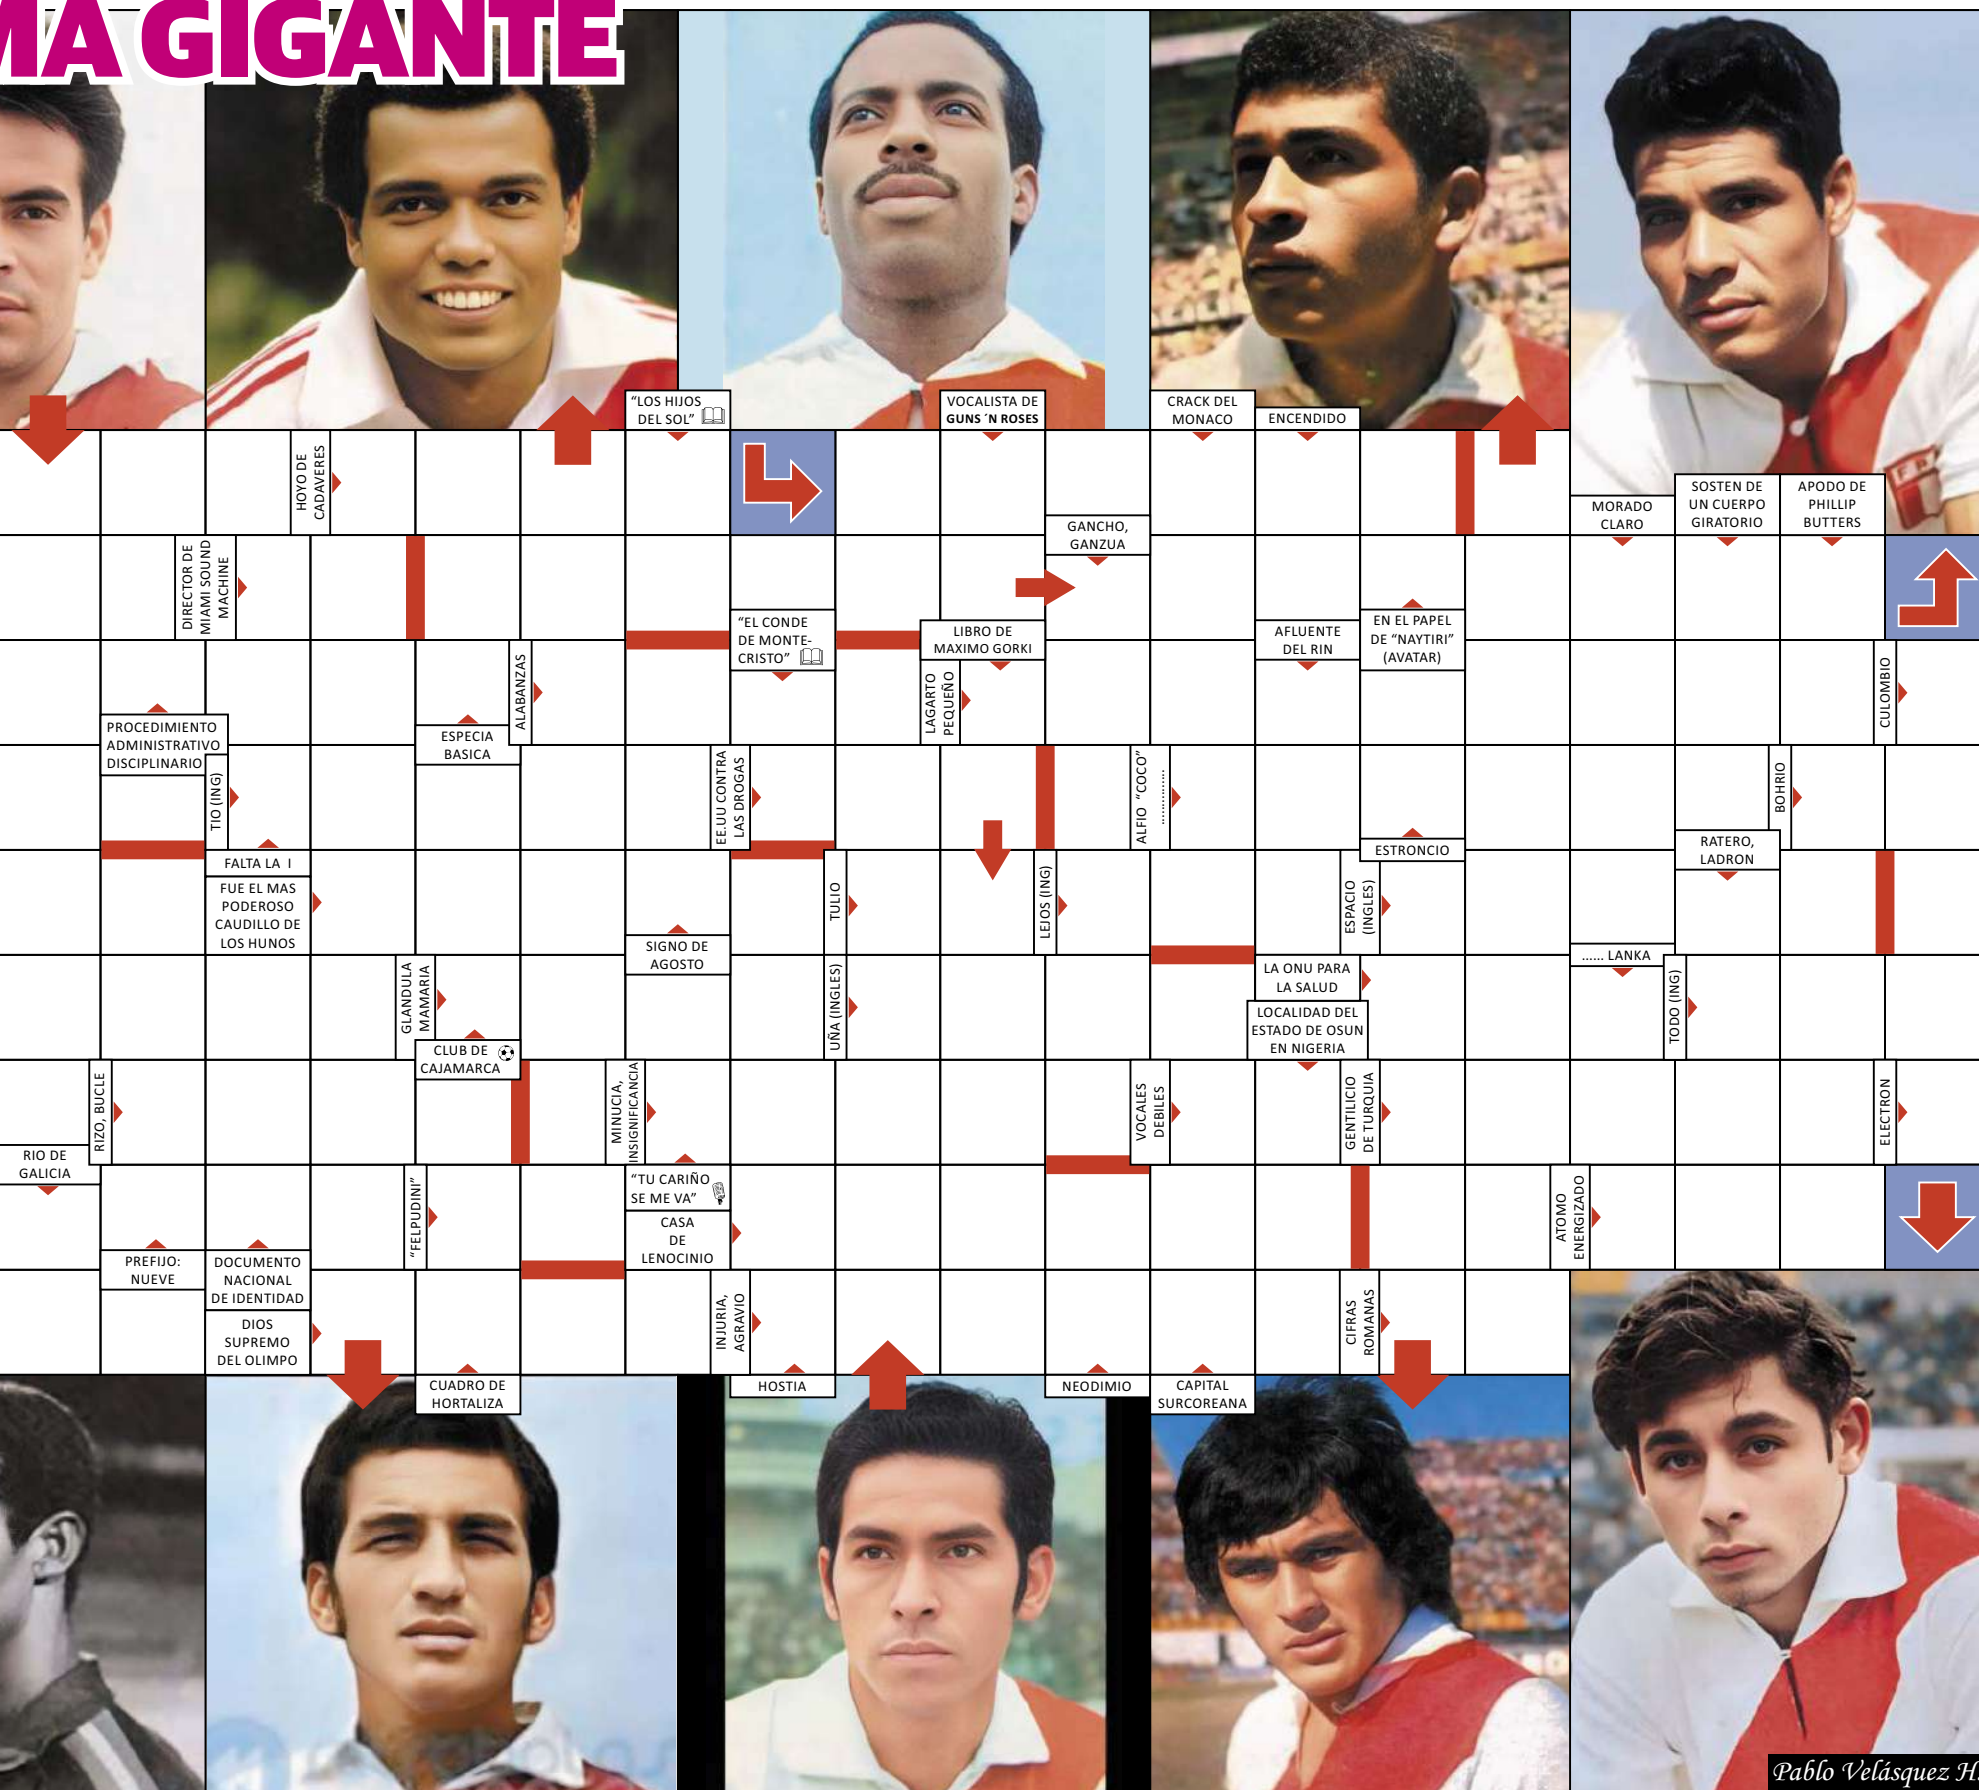 MA GIGANTE
"LOS HIJOS
DEL SOL"
VOCALISTA DE
GUNS ´N ROSES
CRACK DEL
MONACO
ENCENDIDO
HOYO DE
CADAVERES
GANCHO,
GANZUA
MORADO
CLARO
SOSTEN DE
UN CUERPO
GIRATORIO
APODO DE
PHILLIP
BUTTERS
DIRECTOR DE
MIAMI SOUND
MACHINE
"EL CONDE
DE MONTE-
CRISTO"
LIBRO DE
MAXIMO GORKI
AFLUENTE
DEL RIN
EN EL PAPEL
DE "NAYTIRI"
(AVATAR)
ALABANZAS
LAGARTO
PEQUEÑO
CULOMBIO
PROCEDIMIENTO
ADMINISTRATIVO
DISCIPLINARIO
ESPECIA
BASICA
TIO (ING)
EE.UU CONTRA
LAS DROGAS
ALFIO "COCO"
................
BOHRIO
ESTRONCIO
RATERO,
LADRON
FALTA LA I
FUE EL MAS
PODEROSO
CAUDILLO DE
LOS HUNOS
TULIO
LEJOS (ING)
ESPACIO
(INGLES)
SIGNO DE
AGOSTO
...... LANKA
GLANDULA
MAMARIA
UÑA (INGLES)
LA ONU PARA
LA SALUD
LOCALIDAD DEL
ESTADO DE OSUN
EN NIGERIA
TODO (ING)
CLUB DE
CAJAMARCA
RIZO, BUCLE
MINUCIA,
INSIGNIFICANCIA
VOCALES
DEBILES
GENTILICIO
DE TURQUIA
ELECTRON
RIO DE
GALICIA
"FELPUDINI"
"TU CARIÑO
SE ME VA"
CASA
DE
LENOCINIO
ATOMO
ENERGIZADO
PREFIJO:
NUEVE
DOCUMENTO
NACIONAL
DE IDENTIDAD
DIOS
SUPREMO
DEL OLIMPO
INJURIA,
AGRAVIO
CIFRAS
ROMANAS
CUADRO DE
HORTALIZA
HOSTIA
NEODIMIO
CAPITAL
SURCOREANA
Pablo Velásquez H